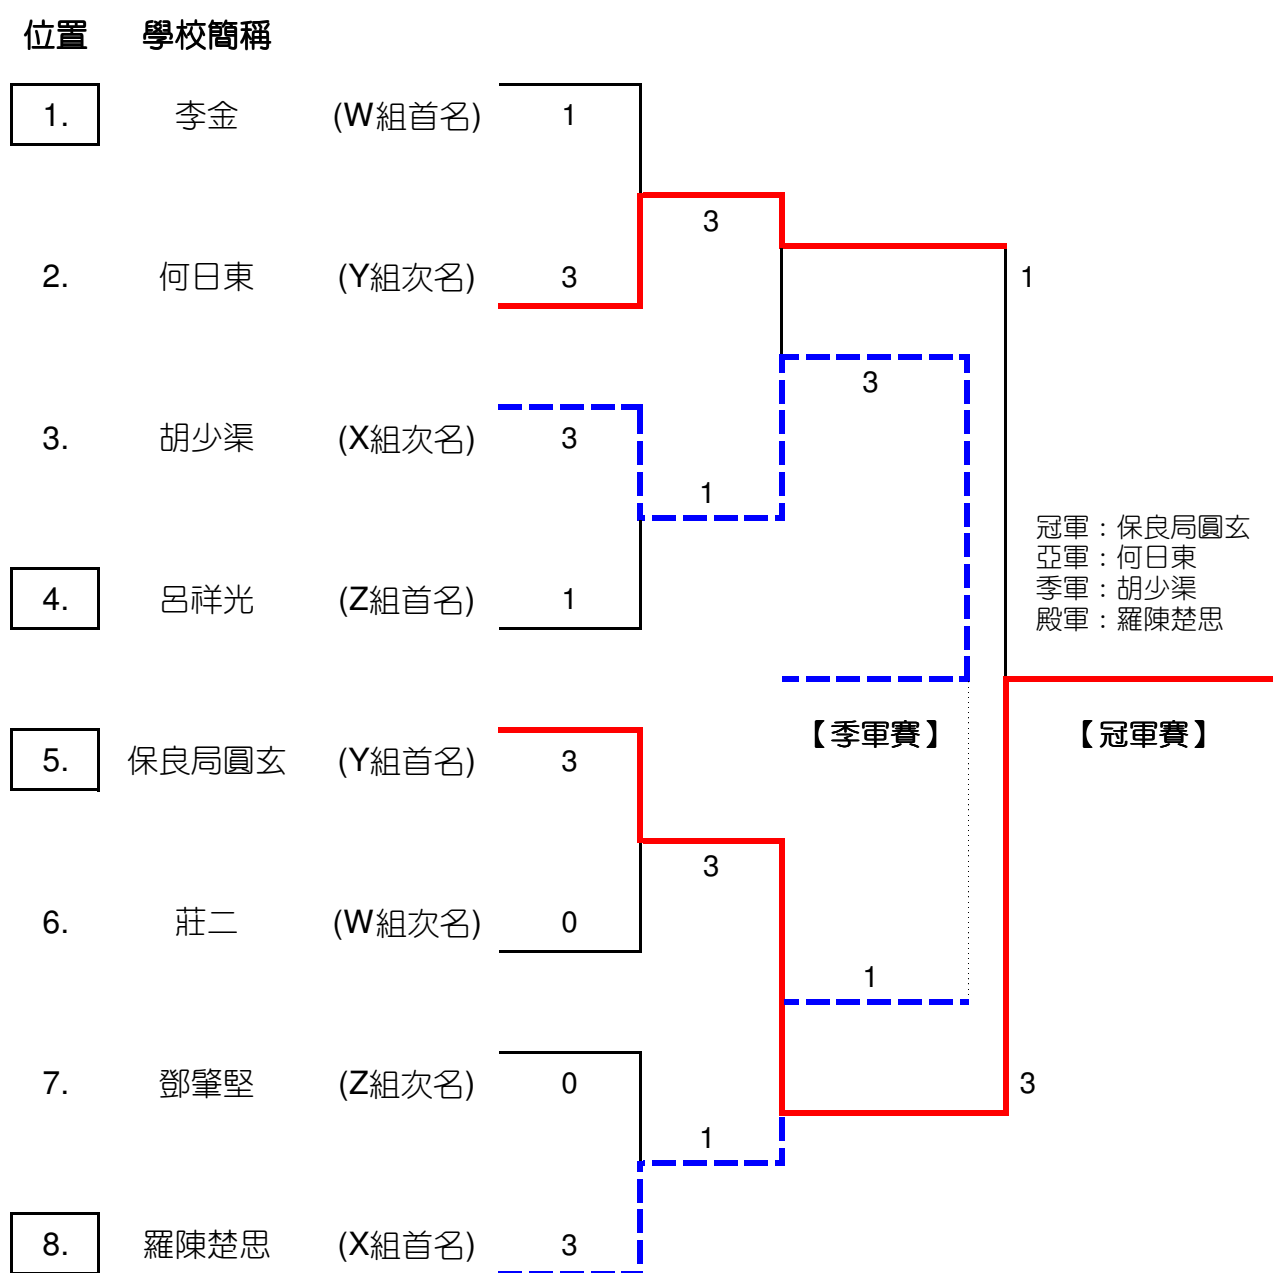 位置 學校簡稱
1. 李金 (W組首名) 1
3
2. 何日東 (Y組次名) 3
1
3
3. 胡少渠 (X組次名) 3
1
冠軍：保良局圓玄
亞軍：何日東
季軍：胡少渠
殿軍：羅陳楚思
4. 呂祥光 (Z組首名) 1
【季軍賽】 【冠軍賽】
5. 保良局圓玄 (Y組首名) 3
3
6. 莊二 (W組次名) 0
1
7. 鄧肇堅 (Z組次名) 0
3
1
8. 羅陳楚思 (X組首名) 3